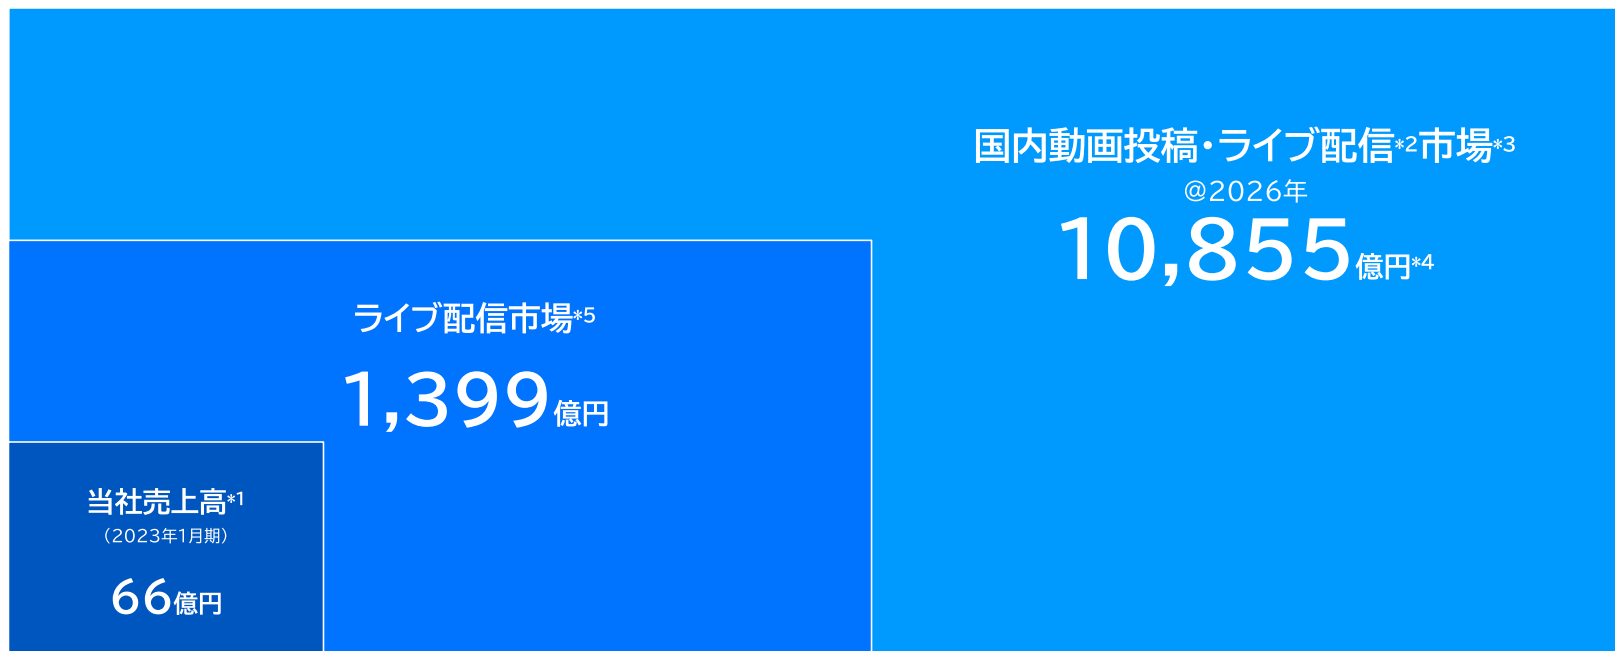 国内動画投稿・ライブ配信*2市場*3
@2026年
10,855億円*4
ライブ配信市場*5
1,399億円
当社売上高*1
（2023年1月期）
66億円